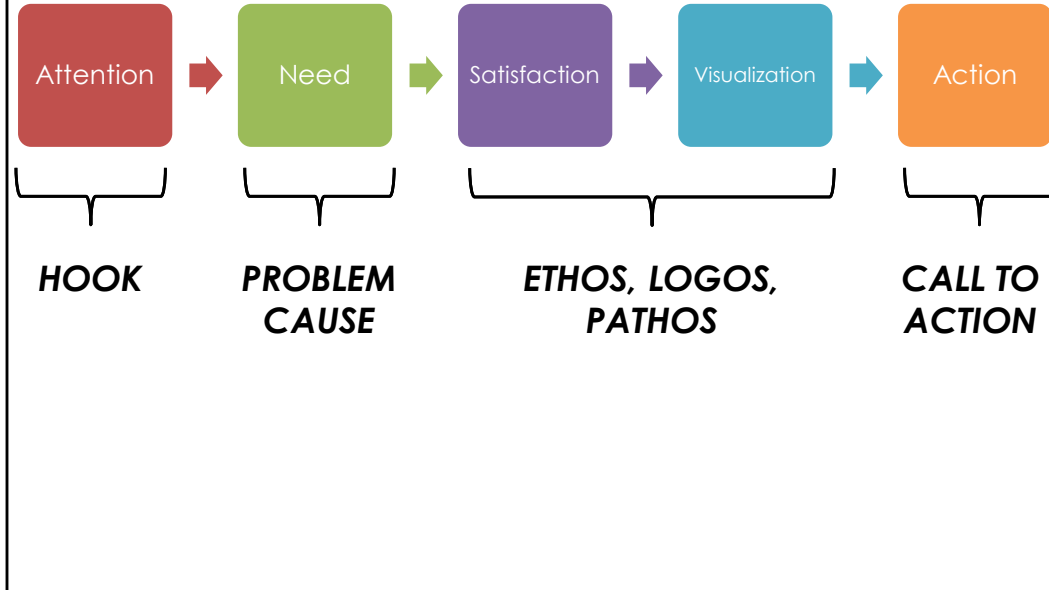 Attention
Need
Satisfaction
Visualization
Action
HOOK
PROBLEM
CAUSE
ETHOS, LOGOS,
PATHOS
CALL TO
ACTION